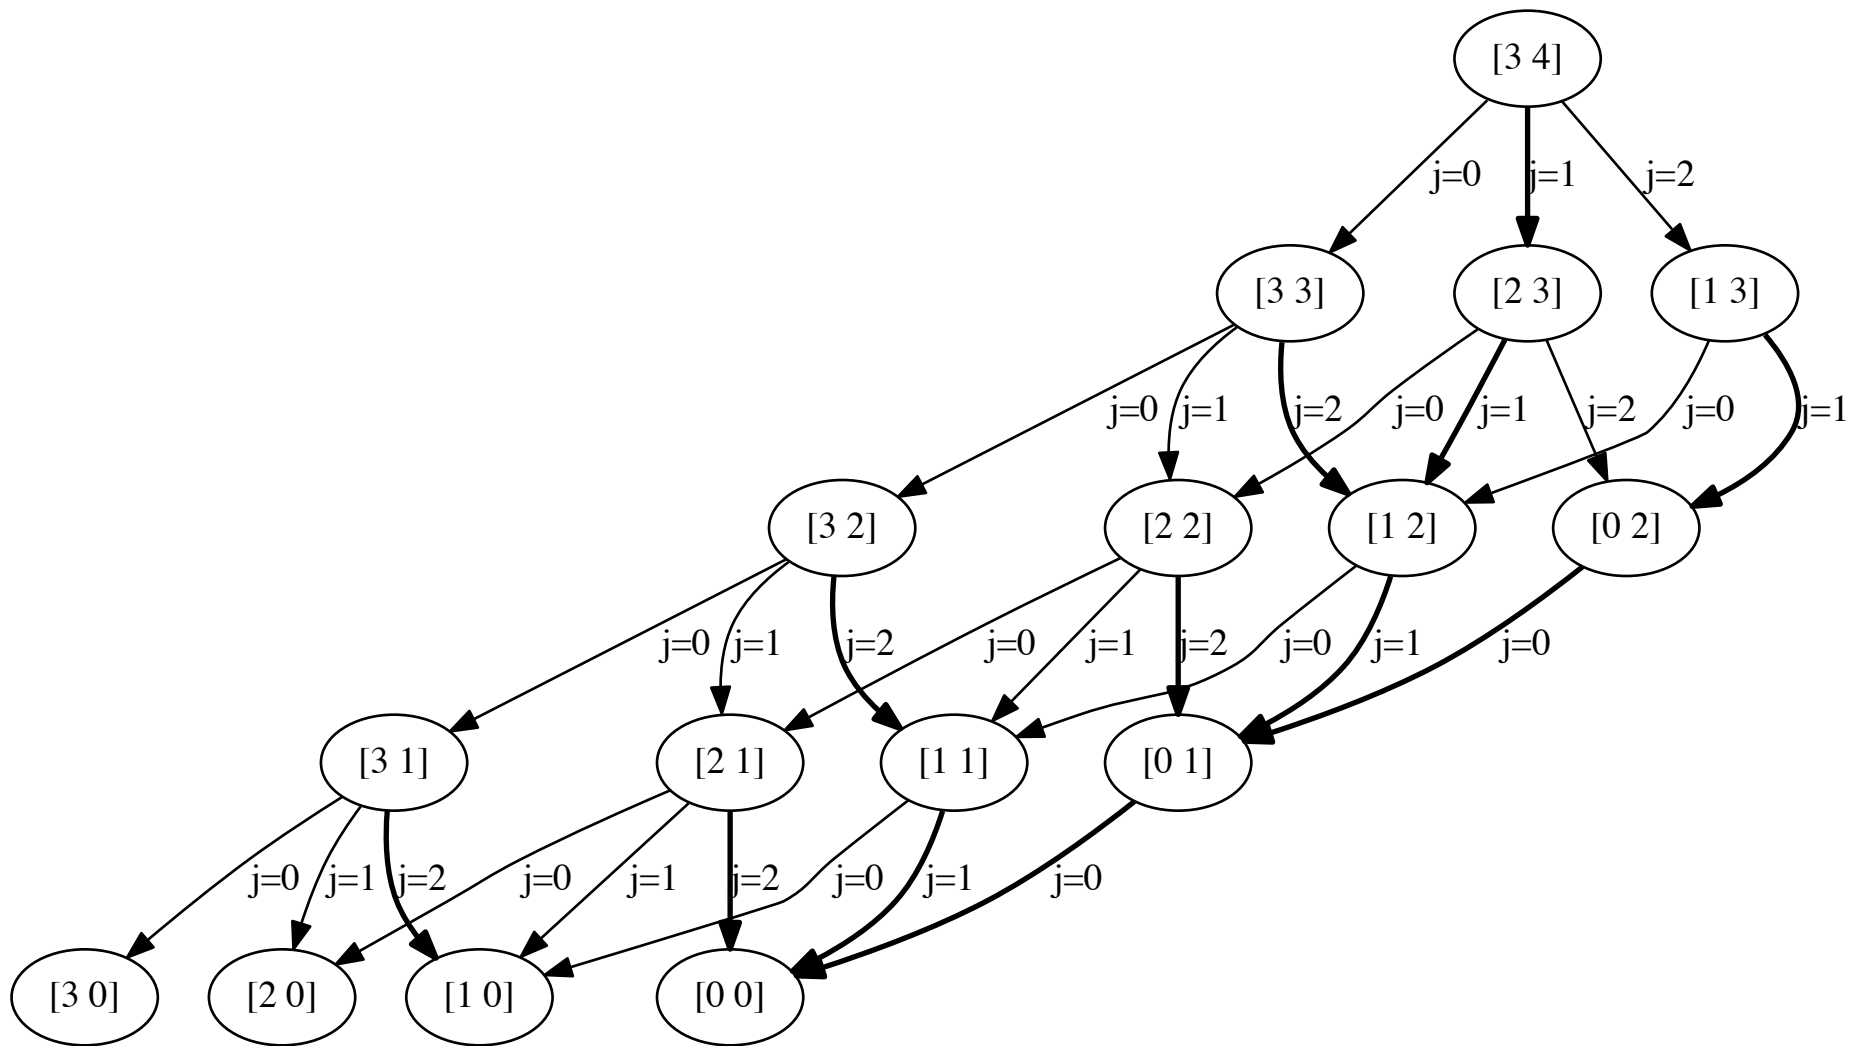 [3 4]
j=0 j=1 j=2
[3 3] [2 3] [1 3]
j=0 j=1 j=2 j=0 j=1 j=2 j=0 j=1
[3 2] [2 2] [1 2] [0 2]
j=0 j=1 j=2 j=0 j=1 j=2 j=0 j=1 j=0
[3 1] [2 1] [1 1] [0 1]
j=0 j=1 j=2 j=0 j=1 j=2 j=0 j=1 j=0
[3 0] [2 0] [1 0] [0 0]